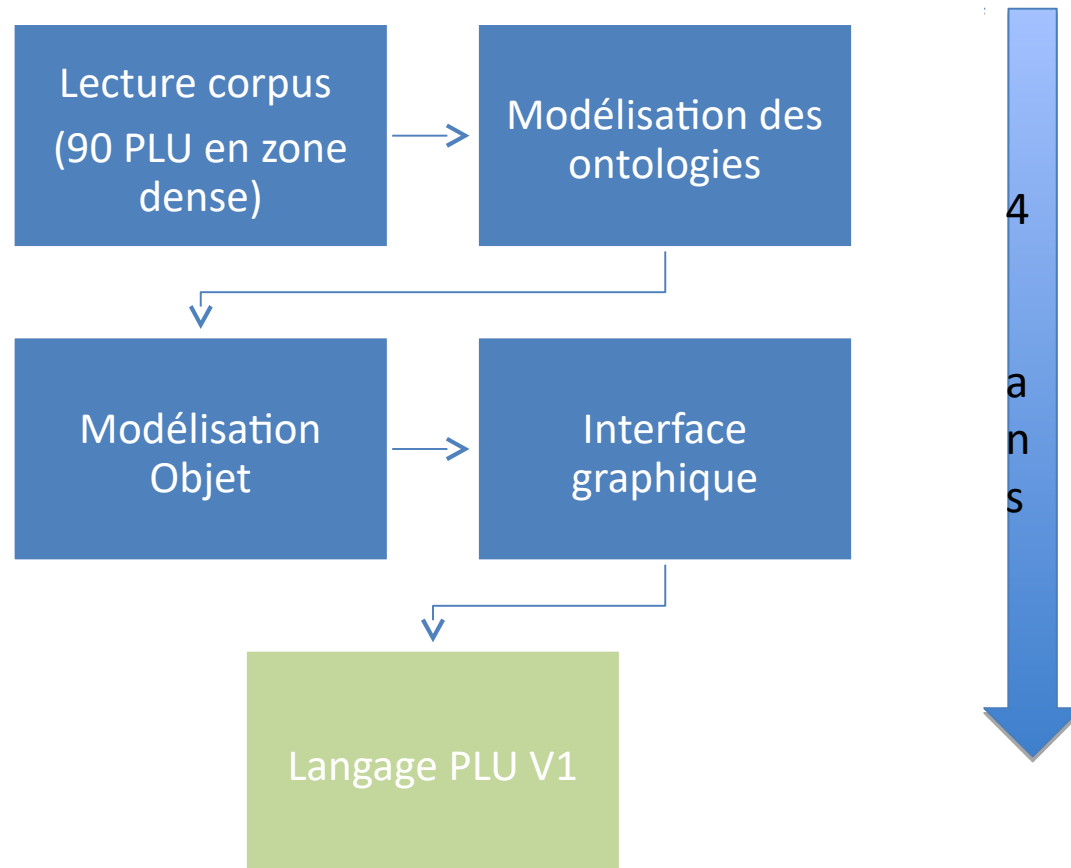 Lecture corpus
(90 PLU en zone
dense)
Modélisation des
ontologies
Modélisation
Objet
Interface
graphique
Langage PLU V1
4
a
n
s